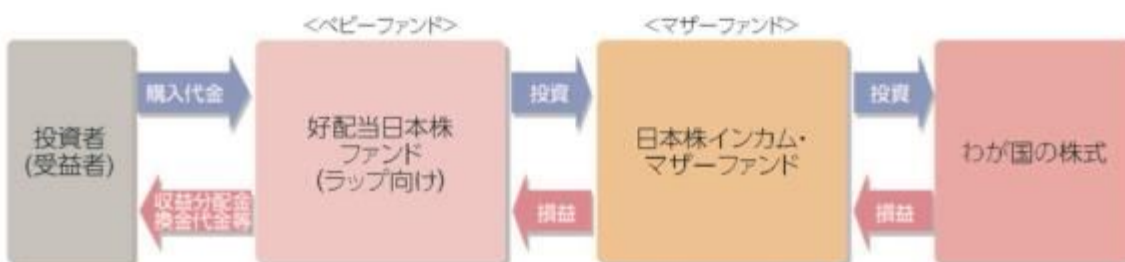 <ベビーファンド>
<マザーファンド>
投資者
(受益者)
購入代金
収益分配金
換金代金等
好配当日本株
ファンド
(ラップ向け)
投資
損益
日本株インカム・
マザーファンド
投資
損益
わが国の株式